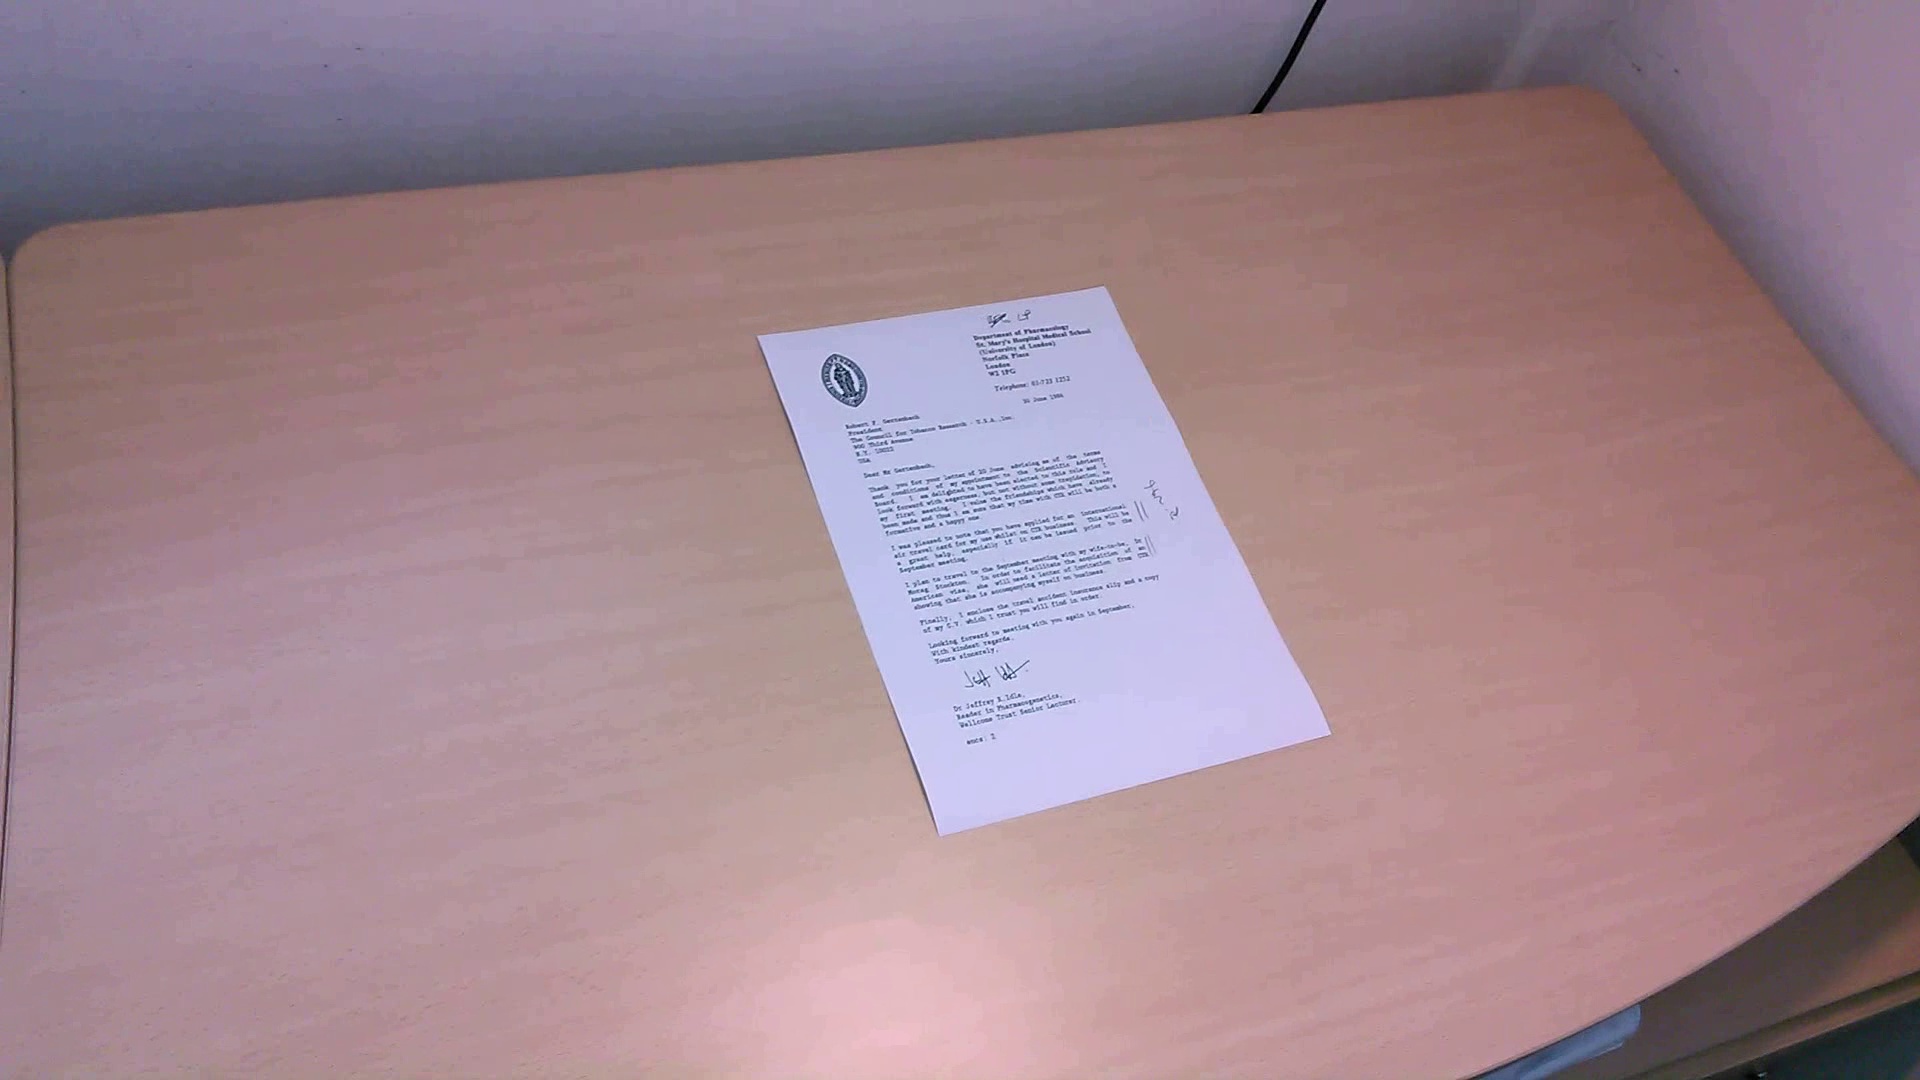 Department of Pharmacology
St. Mary's Hospital Medical School
(University of London)
Norfolk Place
London
W2 1PG
Telephone: 01-723 1252
30 June 1986
Robert F. Gertenbach
President
The Council for Tobacco Research - U.S.A.,Inc.
900 Third Avenue
N.Y. 10022
USA
Dear Mr Gertenbach,
Thank you for your letter of 20 June advising me of the terms
and conditions of my appointment to the Scientific Advisory
Board. I am delighted to have been elected to this role and I
look forward with eagerness, but not without some trepidation, to
my first meeting. I value the friendships which have already
been made and thus I am sure that my time with CTR will be both a
formative and a happy one.
I was pleased to note that you have applied for an international
air travel card for my use whilst on CTR business. This will be
a great help, especially if it can be issued prior to the
September meeting.
I plan to travel to the September meeting with my wife-to-be, Dr
Morag Stockton. In order to facilitate the acquisition of an
American visa, she will need a letter of invitation from CTR
showing that she is accompanying myself on business.
Finally, I enclose the travel accident insurance slip and a copy
of my C.V. which I trust you will find in order.
Looking forward to meeting with you again in September,
With kindest regards.
Yours sincerely,
Dr Jeffrey R.Idle,
Reader in Pharmacogenetics,
Wellcome Trust Senior Lecturer.
encs: 2